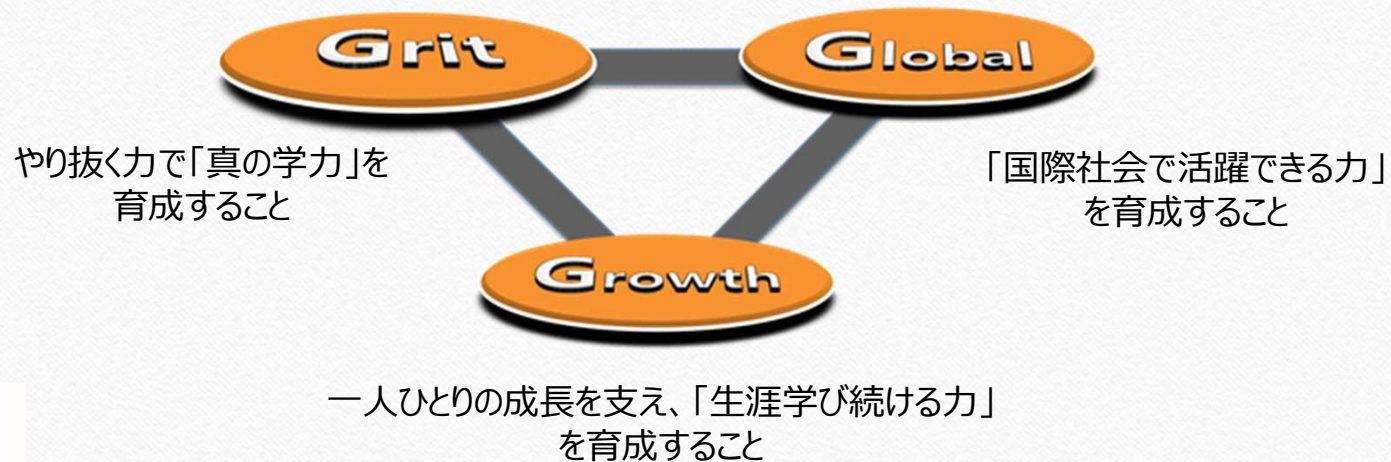 Grit
Global
やり抜く力で「真の学力」を
育成すること
「国際社会で活躍できる力」
を育成すること
Growth
一人ひとりの成長を支え、「生涯学び続ける力」
を育成すること